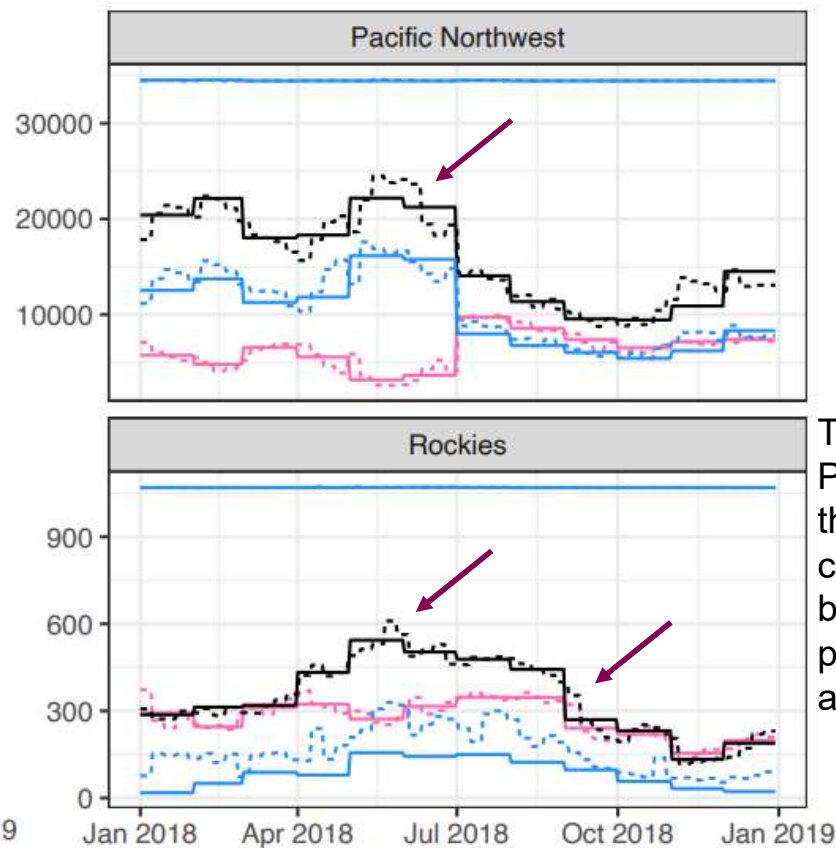 Pacific Northwest
30000
20000
10000
Rockies
900
600
300
0
Jan 2018 Apr 2018 Jul 2018 Oct 2018 Jan 2019
9
T
P
th
c
b
p
a